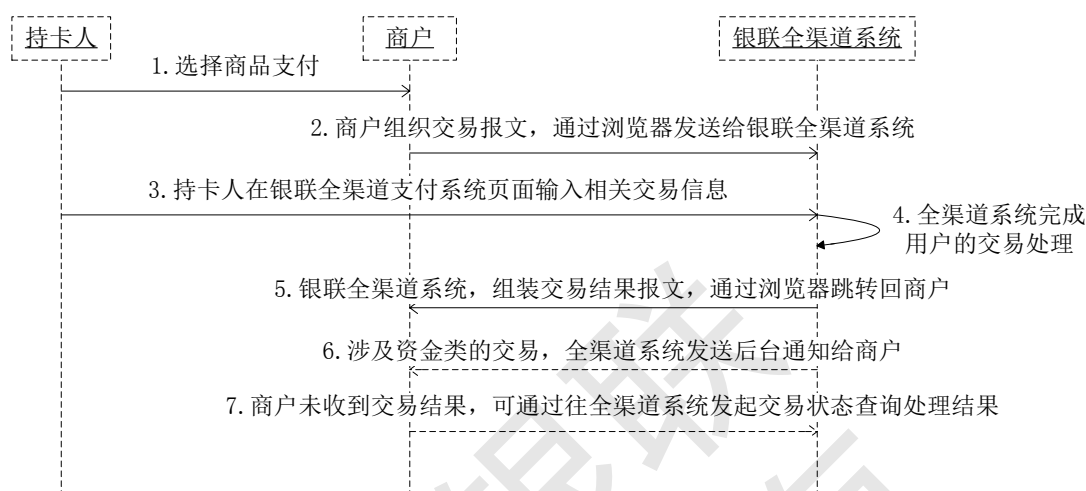 持卡人
商户
银联全渠道系统
1.选择商品支付
2.商户组织交易报文，通过浏览器发送给银联全渠道系统
3.持卡人在银联全渠道支付系统页面输入相关交易信息
4.全渠道系统完成
用户的交易处理
5.银联全渠道系统，组装交易结果报文，通过浏览器跳转回商户
6.涉及资金类的交易，全渠道系统发送后台通知给商户
7.商户未收到交易结果，可通过往全渠道系统发起交易状态查询处理结果
银联